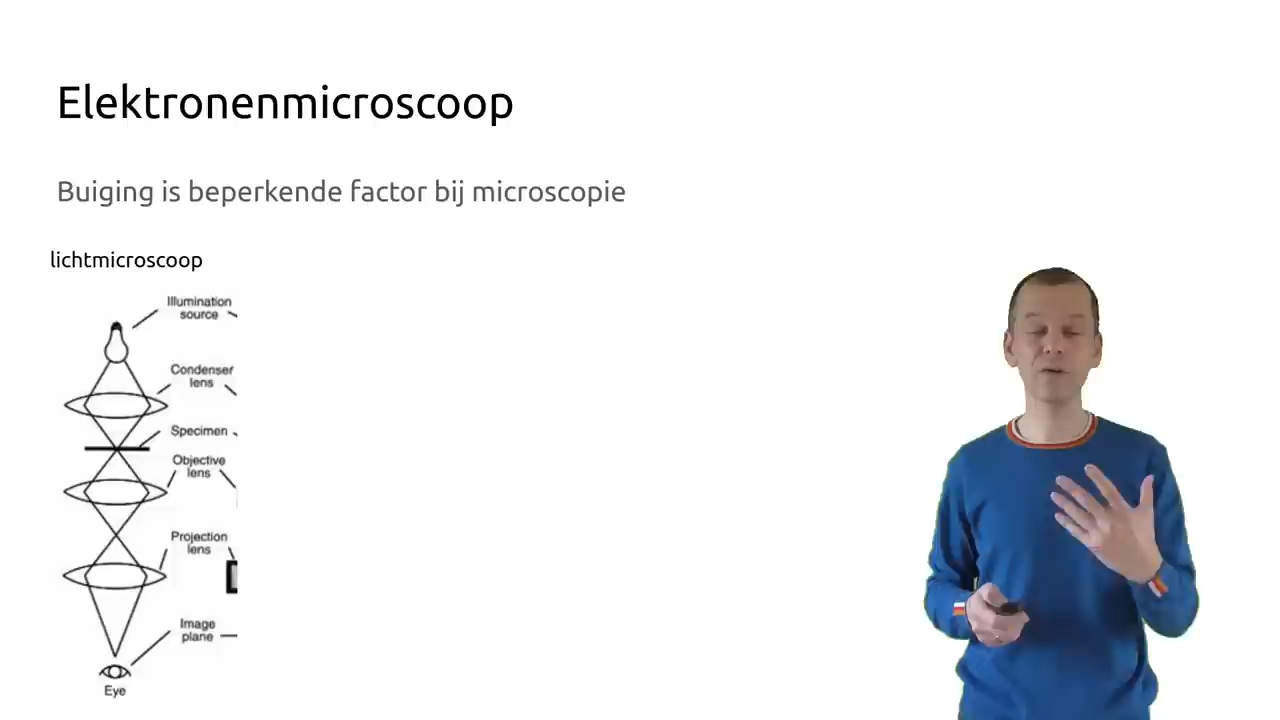 Elektronenmicroscoop
Buiging is beperkende factor bij microscopie
lichtmicroscoop
Illumination
source
Condenser
lens
Specimen
Objective
lens
Projection
lens
Image
plane
Eye